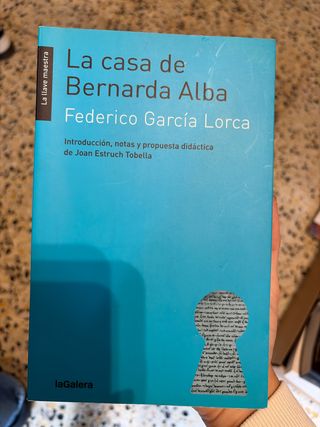 La llave maestra
La casa de
Bernarda Alba
Federico García Lorca
Introducción, notas y propuesta didáctica
de Joan Estruch Tobella
laGalera